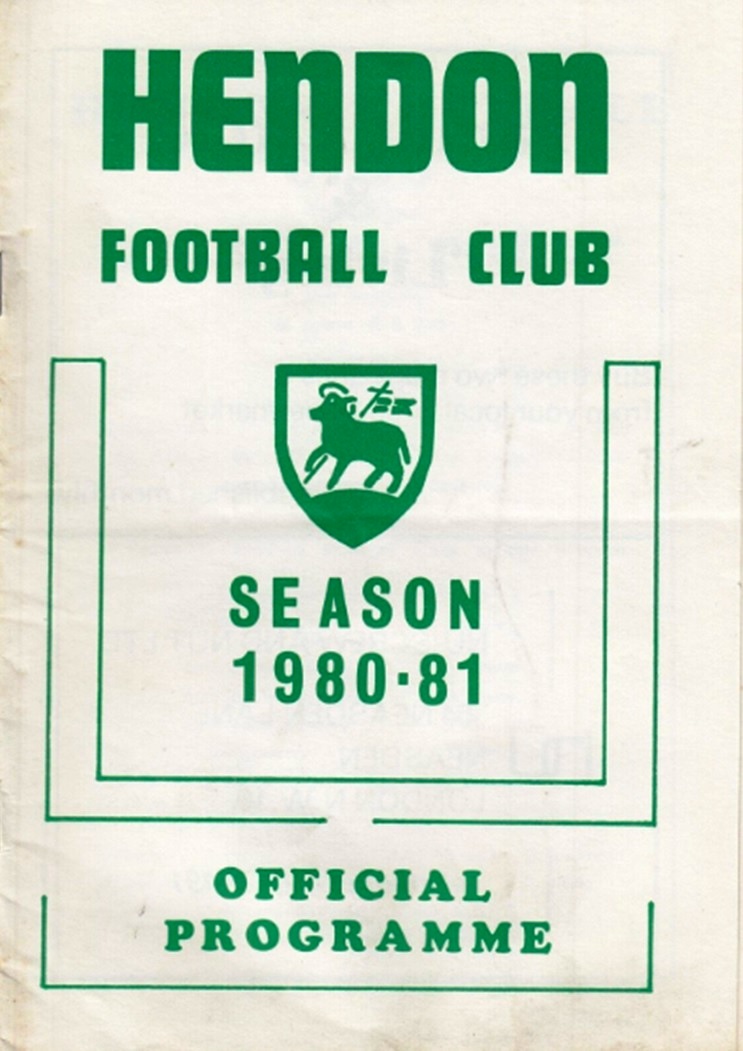 HENDON
FOOTBALL CLUB
SEASON
1980·81
OFFICIAL
PROGRAMME